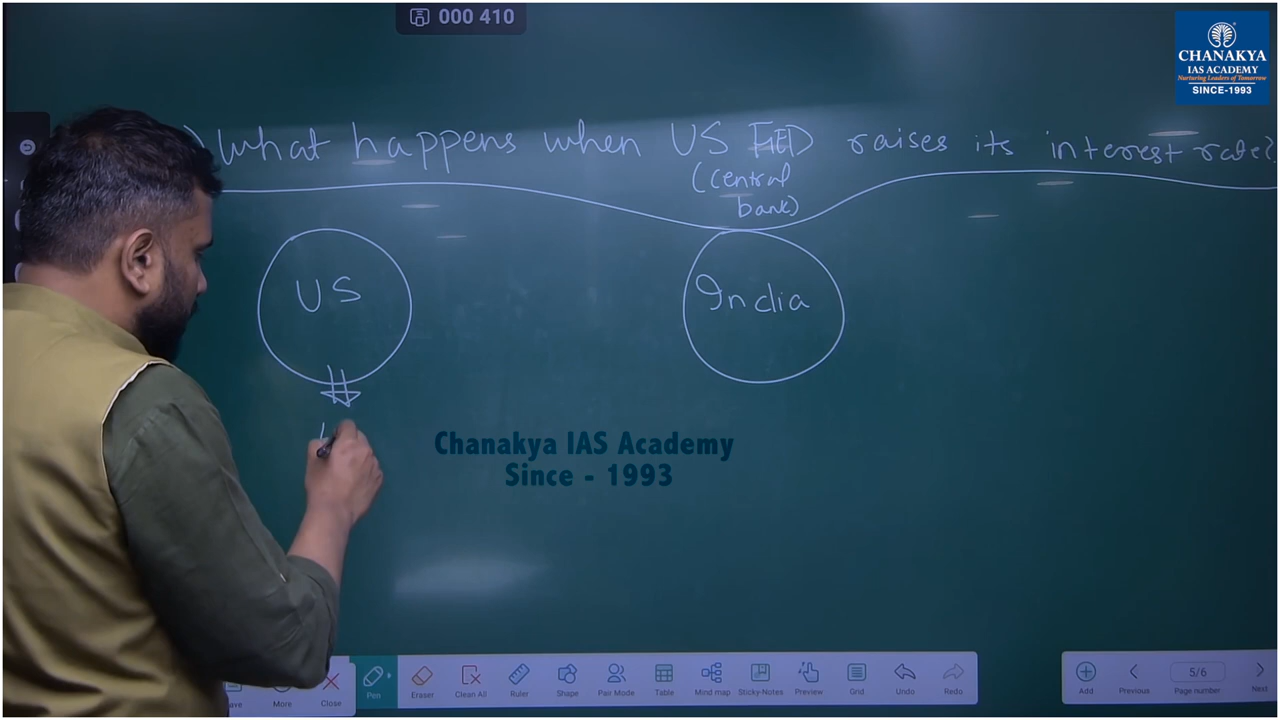 000 410
CHANAKYA
IAS ACADEMY
Nurturing Leaders of Tomorrow
SINCE-1993
What happens when US FED raises its interest rate?
(Central
bank)
US
India
Chanakya IAS Academy
Since - 1993
More
Close
Pen
Eraser
Clean All
Ruler
Shape
Pair Mode
Table
Mind map
Sticky-Notes
Preview
Grid
Undo
Redo
Add
Previous
5/6
Page number
Next